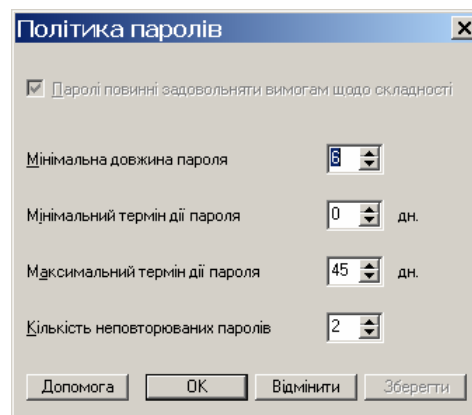 Політика паролів
Паролі повинні задовольняти вимогам щодо складності
Мінімальна довжина пароля 6
Мінімальний термін дії пароля 0 дн.
Максимальний термін дії пароля 45 дн.
Кількість неповторюваних паролів 2
Допомога ОК Відмінити Зберегти